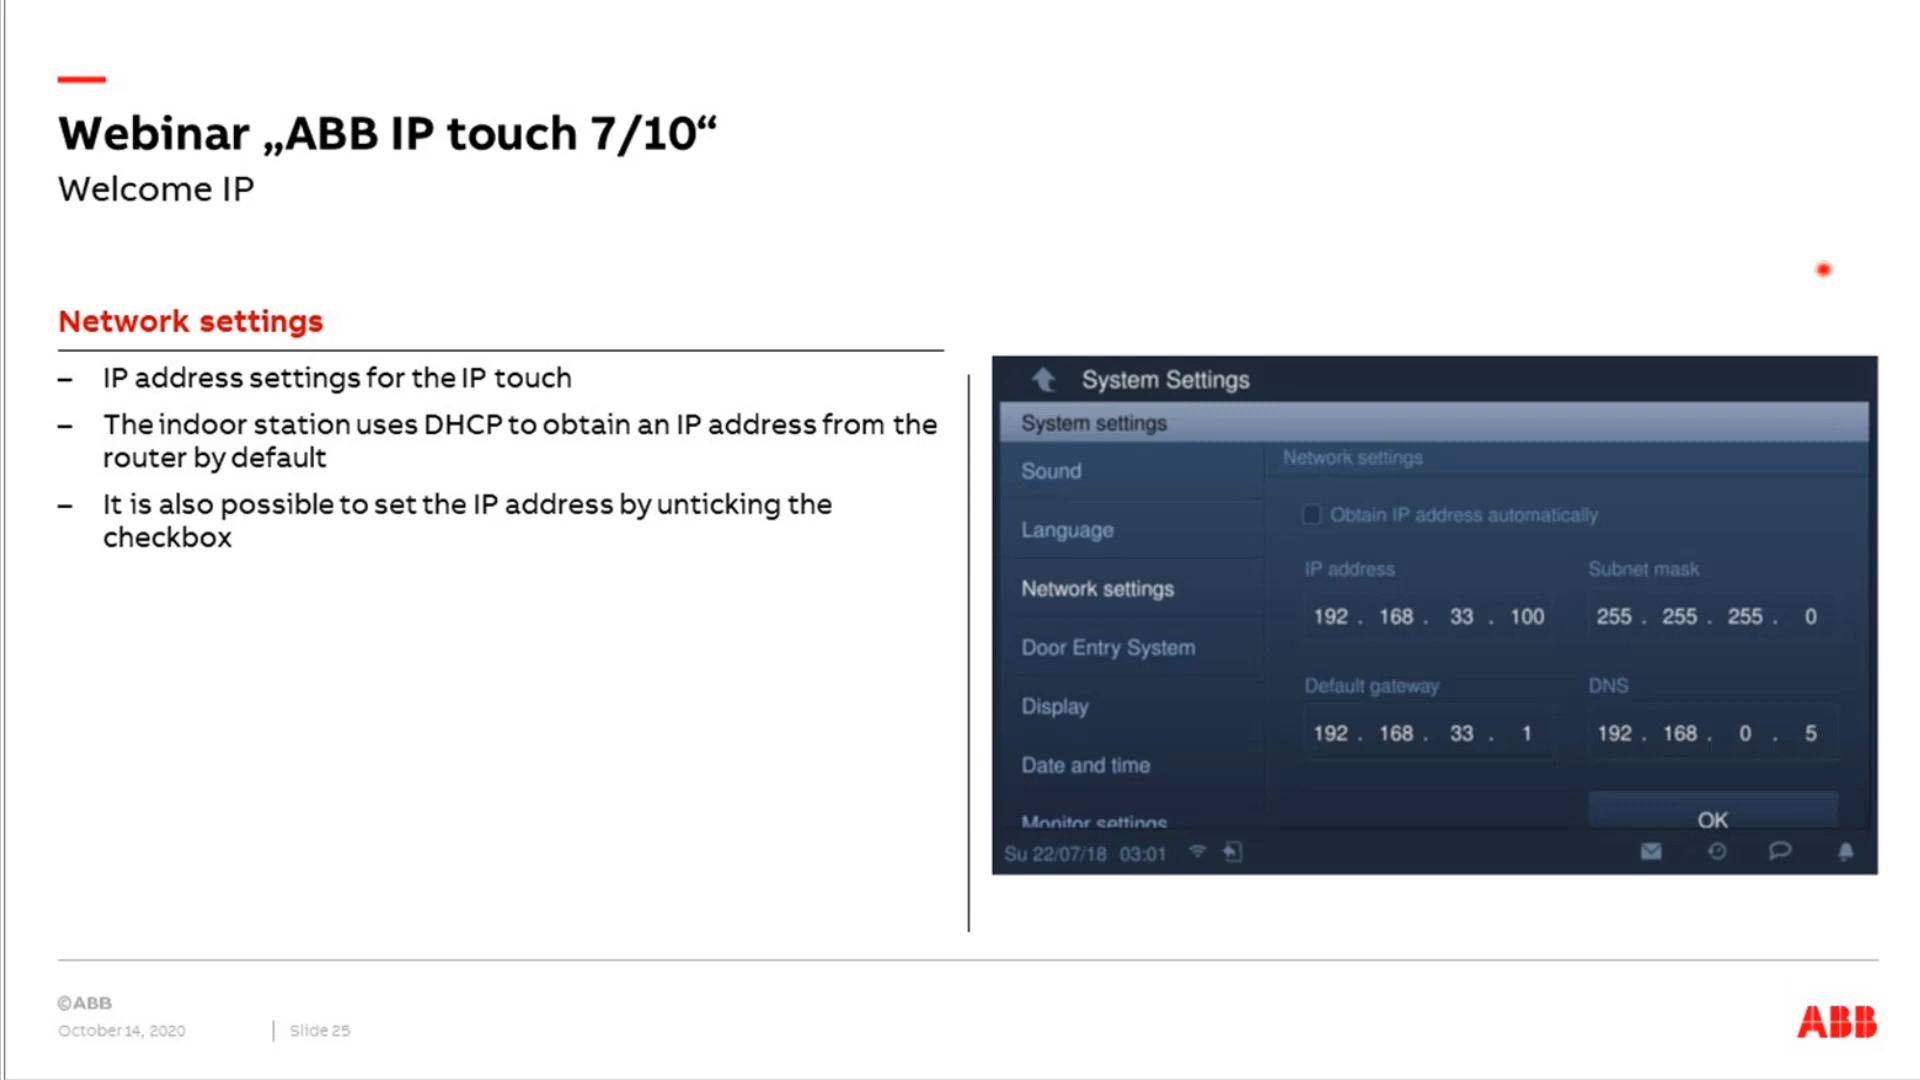 Webinar „ABB IP touch 7/10“
Welcome IP
Network settings
– IP address settings for the IP touch
– The indoor station uses DHCP to obtain an IP address from the
router by default
– It is also possible to set the IP address by unticking the
checkbox
System Settings
System settings
Sound
Language
Network settings
Door Entry System
Display
Date and time
Monitor settings
Network settings
Obtain IP address automatically
IP address
192 . 168 . 33 . 100
Subnet mask
255 . 255 . 255 . 0
Default gateway
192 . 168 . 33 . 1
DNS
192 . 168 . 0 . 5
OK
Su 22/07/18 03:01
©ABB
October 14, 2020 | Slide 25
ABB